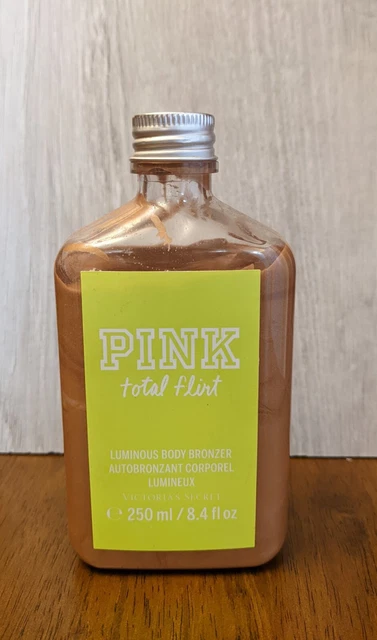 PINK
total flirt
LUMINOUS BODY BRONZER
AUTOBRONZANT CORPOREL
LUMINEUX
VICTORIA'S SECRET
℮ 250 ml / 8.4 fl oz